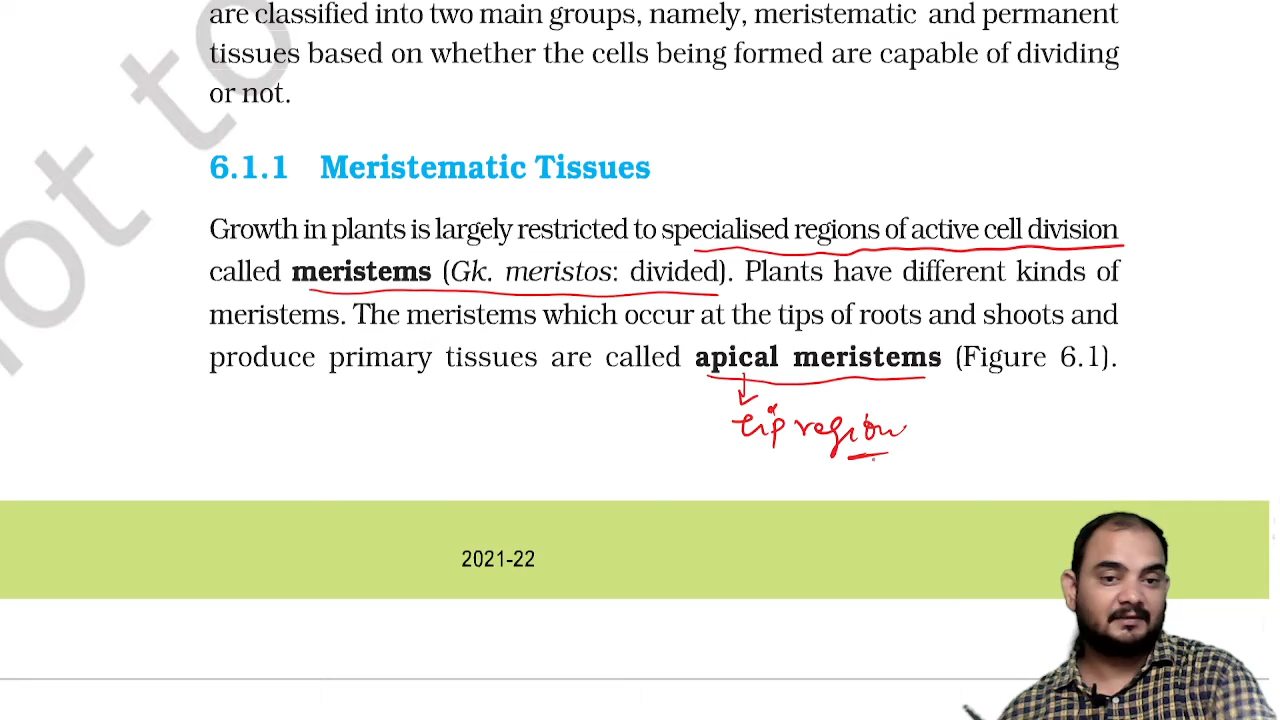 are classified into two main groups, namely, meristematic and permanent
tissues based on whether the cells being formed are capable of dividing
or not.
6.1.1 Meristematic Tissues
Growth in plants is largely restricted to specialised regions of active cell division
called meristems (Gk. meristos: divided). Plants have different kinds of
meristems. The meristems which occur at the tips of roots and shoots and
produce primary tissues are called apical meristems (Figure 6.1).
tip region
2021-22
not to